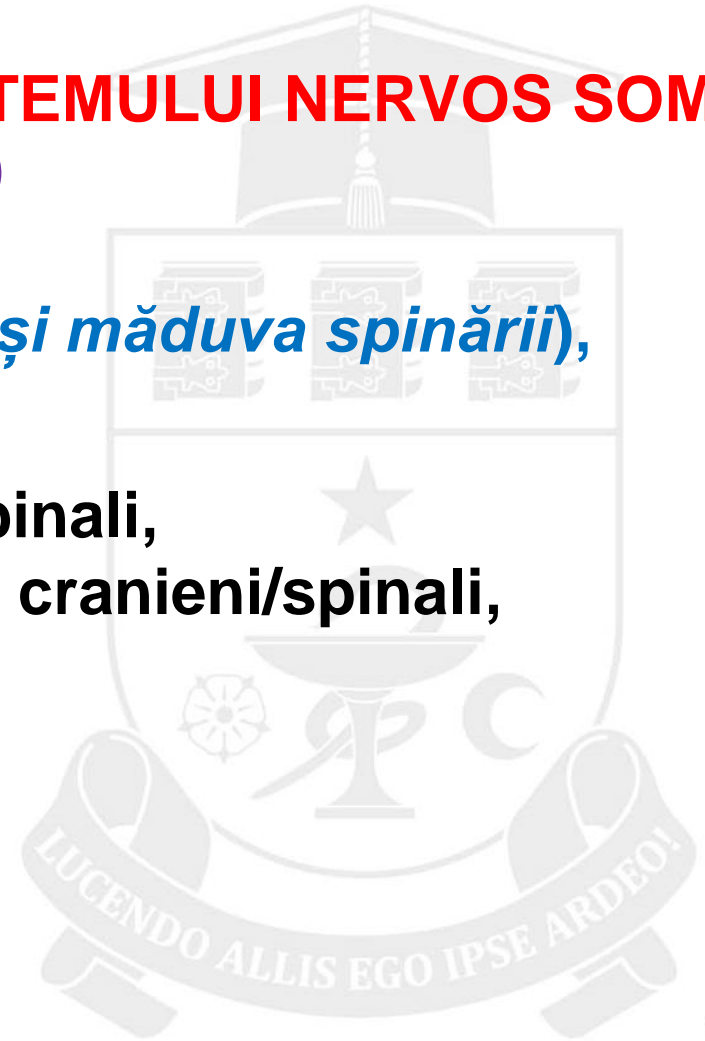 TEMULUI NERVOS SOM
)
și măduva spinării),
pinali,
cranieni/spinali,
LUCENDO ALLIS EGO IPSE ARDEO!